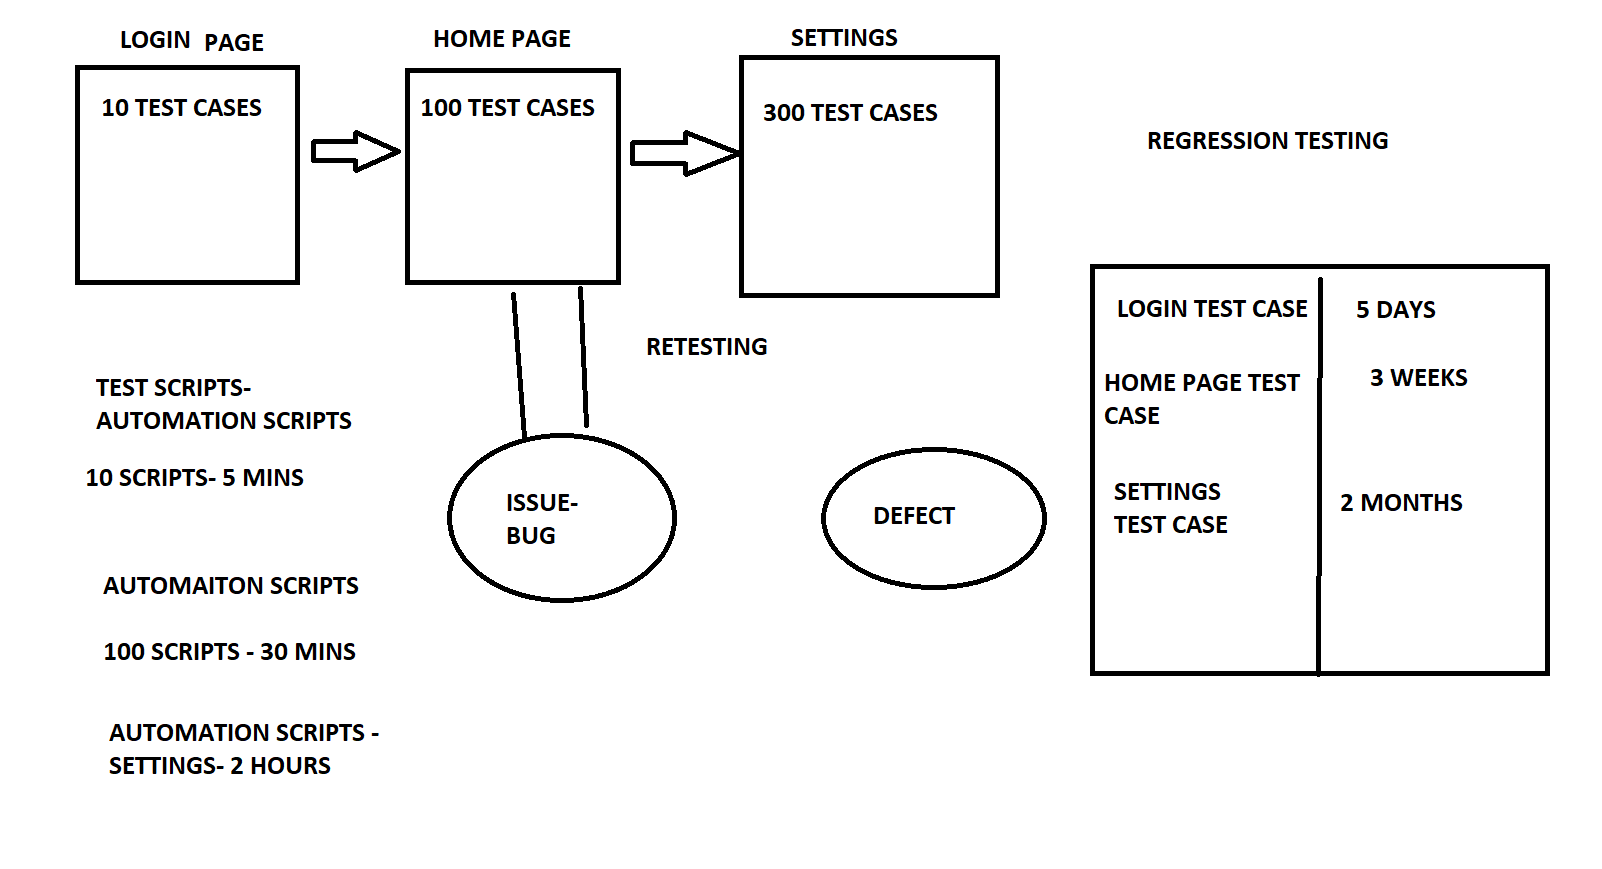 LOGIN PAGE
HOME PAGE
SETTINGS
10 TEST CASES
100 TEST CASES
300 TEST CASES
REGRESSION TESTING
RETESTING
TEST SCRIPTS-
AUTOMATION SCRIPTS
10 SCRIPTS- 5 MINS
AUTOMAITON SCRIPTS
100 SCRIPTS - 30 MINS
AUTOMATION SCRIPTS -
SETTINGS- 2 HOURS
ISSUE-
BUG
DEFECT
LOGIN TEST CASE
5 DAYS
HOME PAGE TEST
CASE
3 WEEKS
SETTINGS
TEST CASE
2 MONTHS